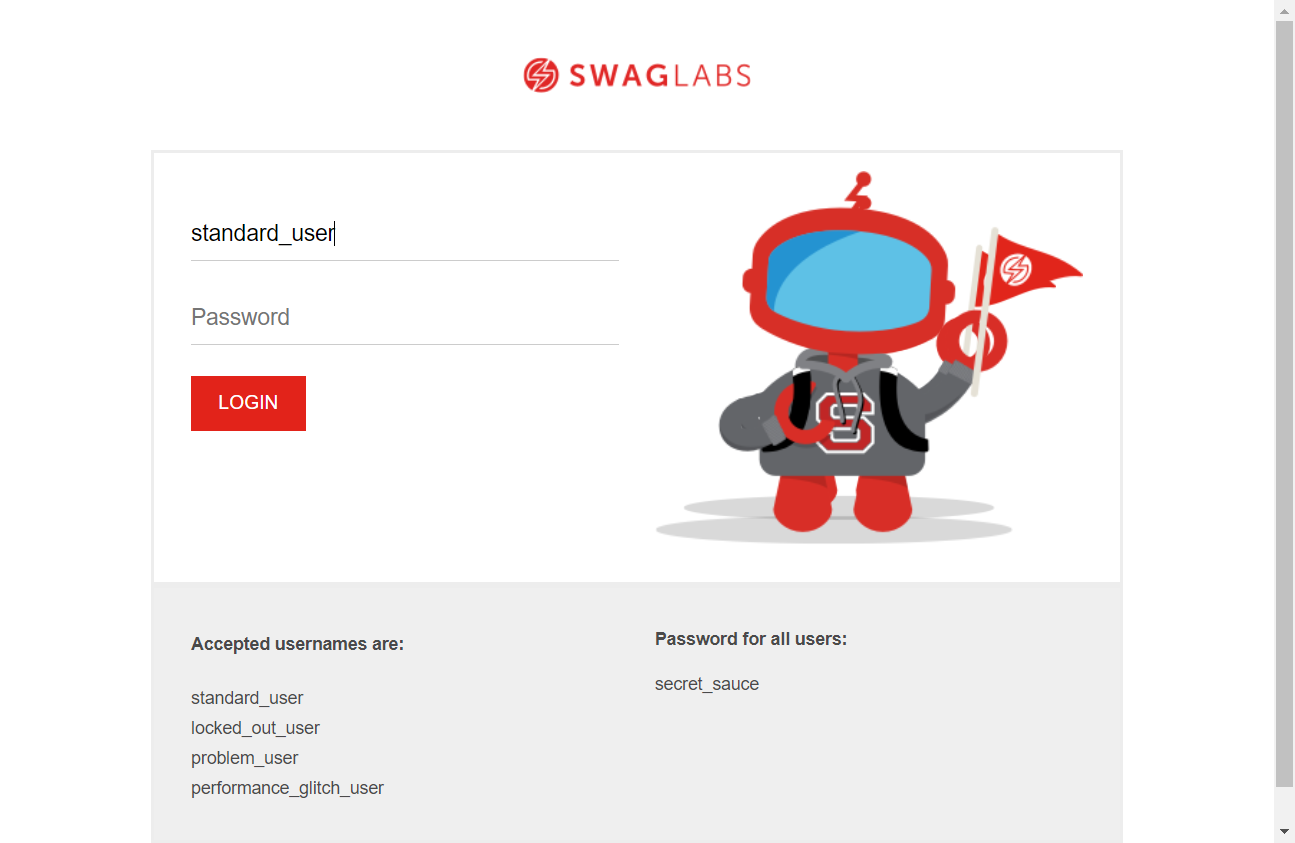 SWAGLABS
standard_user
Password
LOGIN
S
Accepted usernames are:
standard_user
locked_out_user
problem_user
performance_glitch_user
Password for all users:
secret_sauce